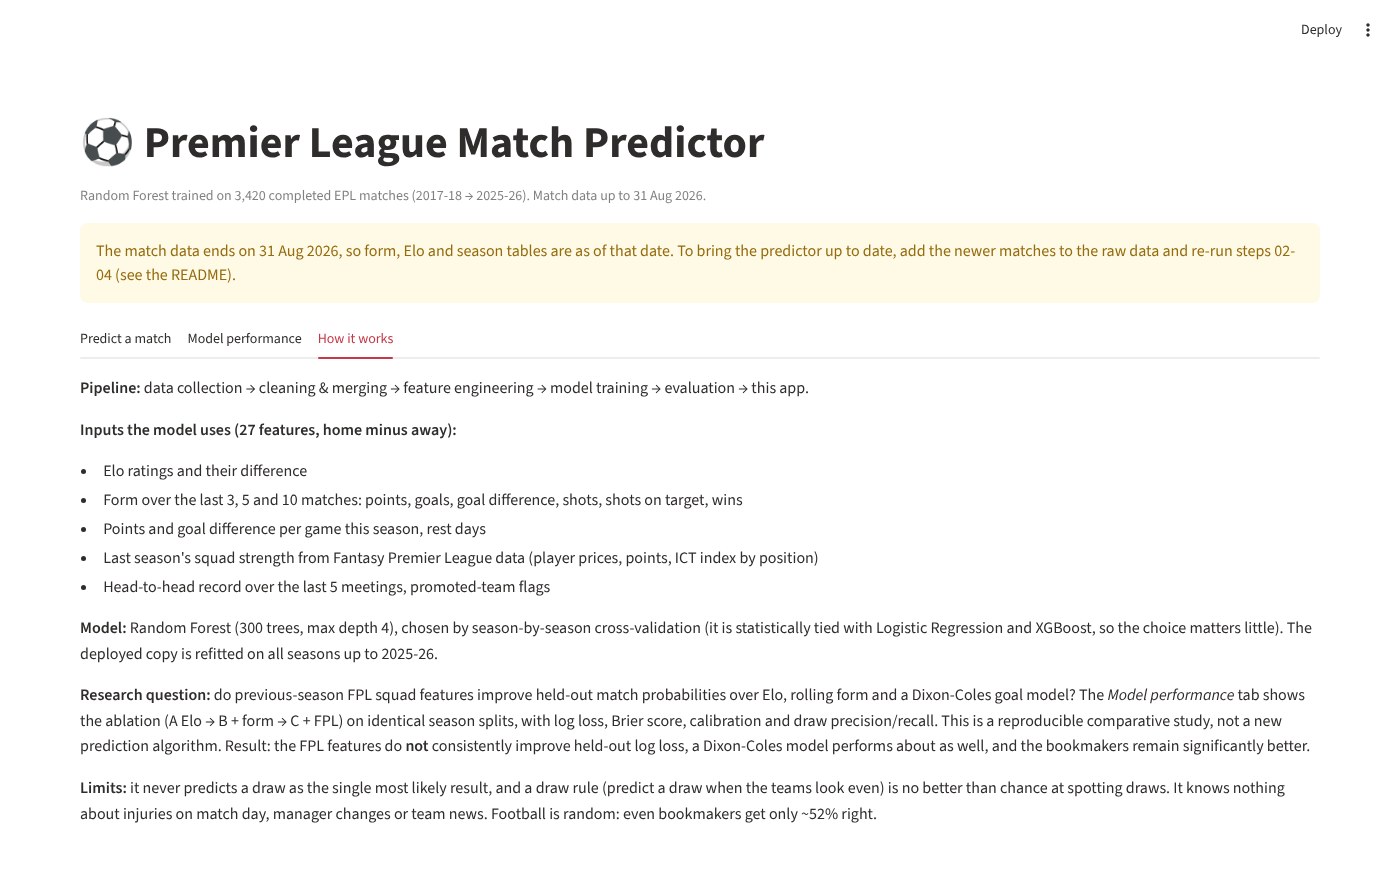 Deploy
⚽ Premier League Match Predictor
Random Forest trained on 3,420 completed EPL matches (2017-18 → 2025-26). Match data up to 31 Aug 2026.
The match data ends on 31 Aug 2026, so form, Elo and season tables are as of that date. To bring the predictor up to date, add the newer matches to the raw data and re-run steps 02-
04 (see the README).
Predict a match Model performance How it works
Pipeline: data collection → cleaning & merging → feature engineering → model training → evaluation → this app.
Inputs the model uses (27 features, home minus away):
• Elo ratings and their difference
• Form over the last 3, 5 and 10 matches: points, goals, goal difference, shots, shots on target, wins
• Points and goal difference per game this season, rest days
• Last season's squad strength from Fantasy Premier League data (player prices, points, ICT index by position)
• Head-to-head record over the last 5 meetings, promoted-team flags
Model: Random Forest (300 trees, max depth 4), chosen by season-by-season cross-validation (it is statistically tied with Logistic Regression and XGBoost, so the choice matters little). The
deployed copy is refitted on all seasons up to 2025-26.
Research question: do previous-season FPL squad features improve held-out match probabilities over Elo, rolling form and a Dixon-Coles goal model? The Model performance tab shows
the ablation (A Elo → B + form → C + FPL) on identical season splits, with log loss, Brier score, calibration and draw precision/recall. This is a reproducible comparative study, not a new
prediction algorithm. Result: the FPL features do not consistently improve held-out log loss, a Dixon-Coles model performs about as well, and the bookmakers remain significantly better.
Limits: it never predicts a draw as the single most likely result, and a draw rule (predict a draw when the teams look even) is no better than chance at spotting draws. It knows nothing
about injuries on match day, manager changes or team news. Football is random: even bookmakers get only ~52% right.